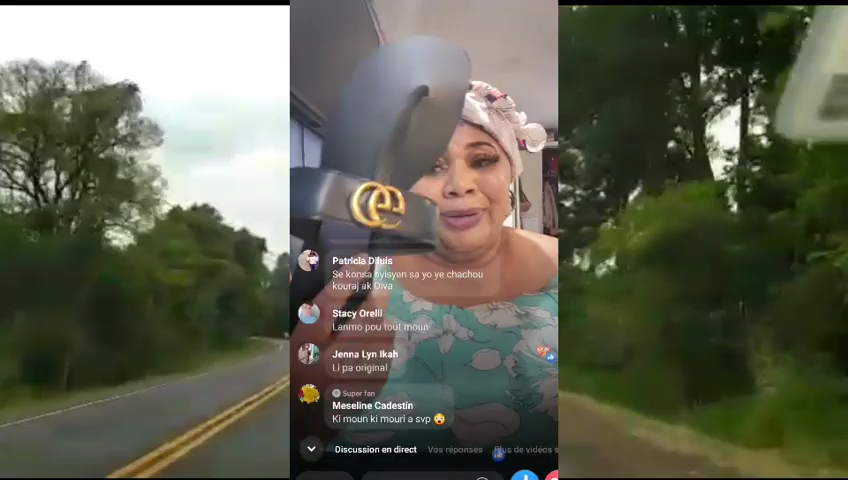 Patricia Difuis
Se konsa ayisyen sa yo ye chachou
kouraj ak Diva
Stacy Orelli
Lanmo pou tout moun
Jenna Lyn Ikah
Li pa original
Super fan
Meseline Cadestin
Ki moun ki mouri a svp 😧
Discussion en direct Vos réponses Plus de vidéos s